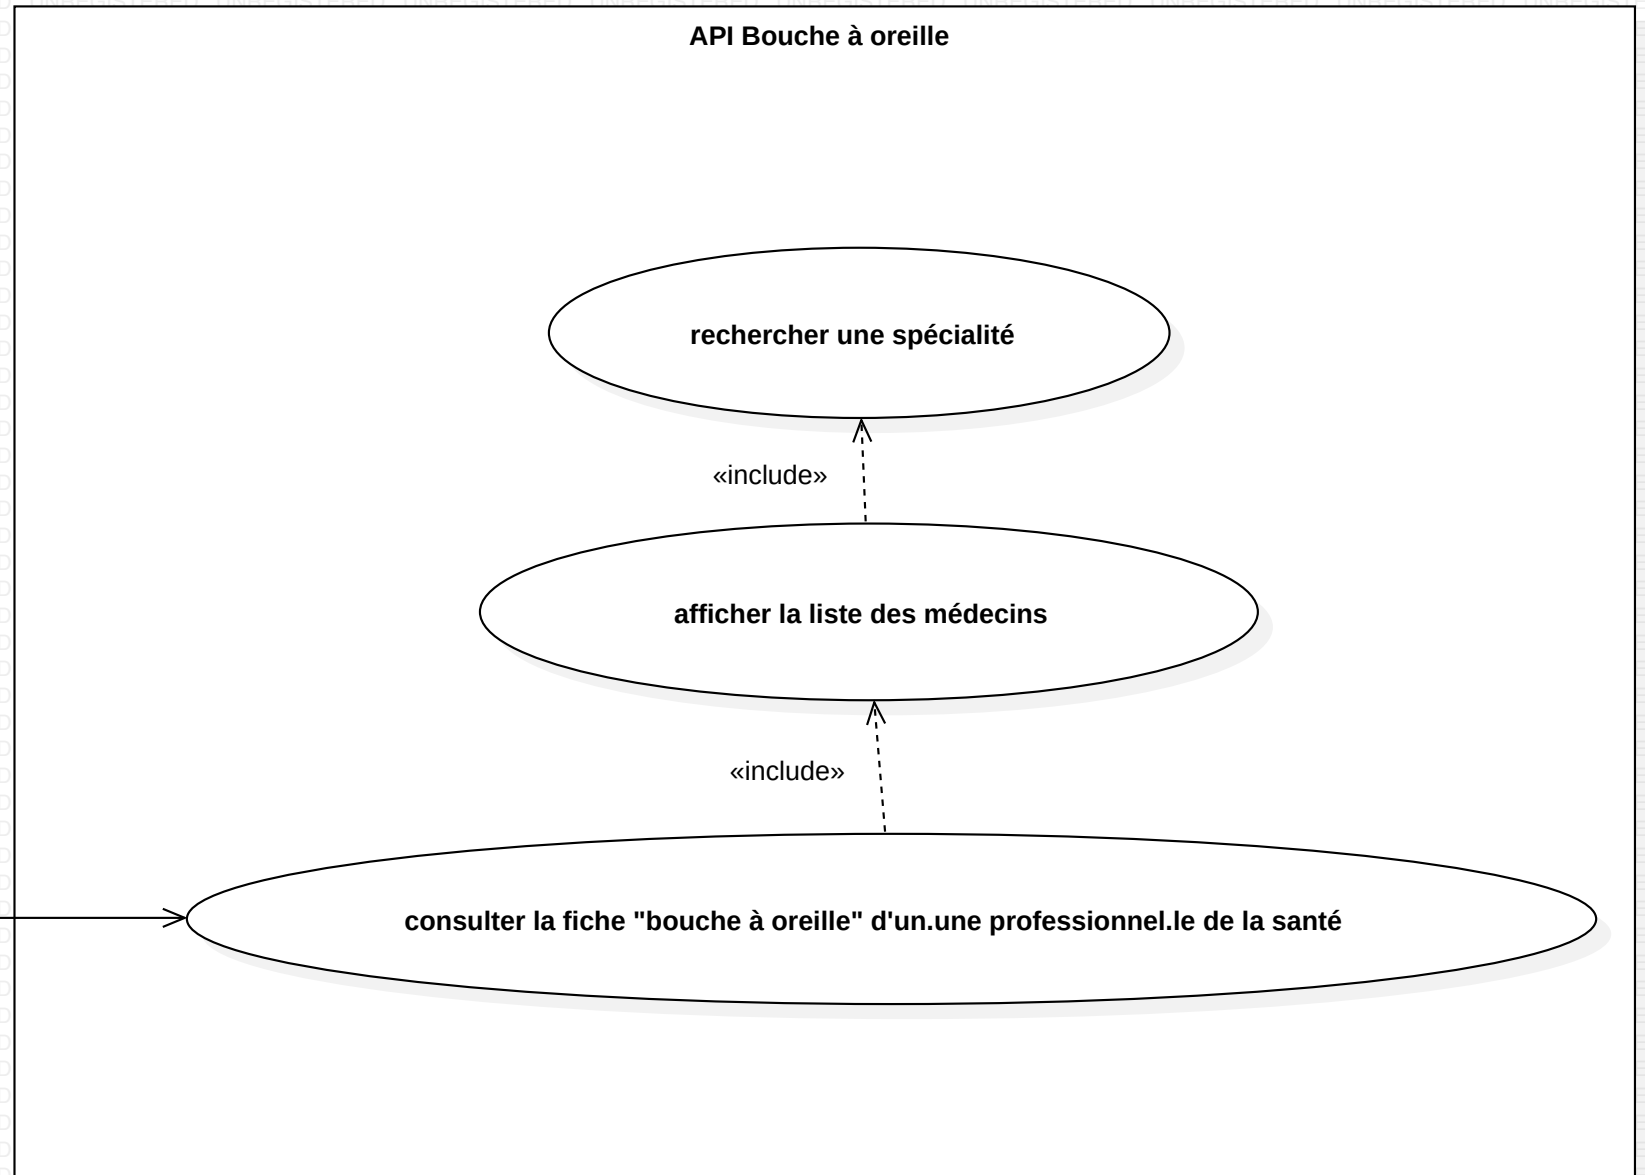 API Bouche à oreille
rechercher une spécialité
«include»
afficher la liste des médecins
«include»
consulter la fiche "bouche à oreille" d'un.une professionnel.le de la santé